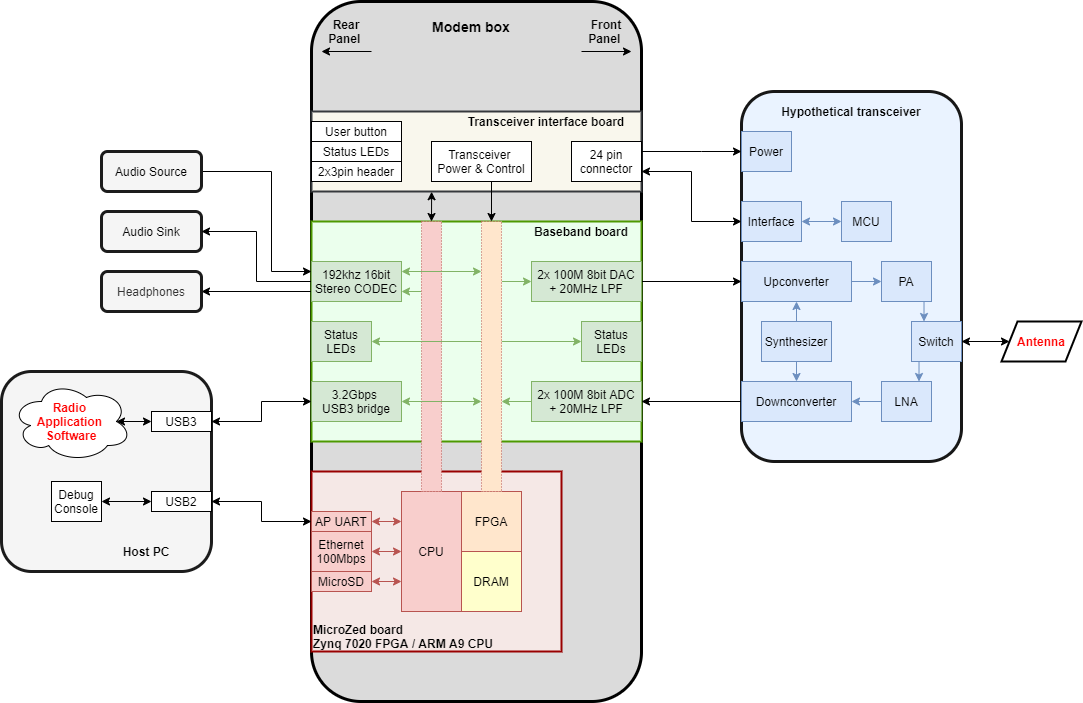 Rear
Panel
Modem box
Front
Panel
Transceiver interface board
User button
Status LEDs
2x3pin header
Transceiver
Power & Control
24 pin
connector
Hypothetical transceiver
Power
Interface
MCU
Upconverter
PA
Synthesizer
Switch
Downconverter
LNA
Antenna
Audio Source
Audio Sink
Headphones
Baseband board
192khz 16bit
Stereo CODEC
2x 100M 8bit DAC
+ 20MHz LPF
Status
LEDs
Status
LEDs
3.2Gbps
USB3 bridge
2x 100M 8bit ADC
+ 20MHz LPF
Radio
Application
Software
USB3
Debug
Console
USB2
Host PC
AP UART
Ethernet
100Mbps
MicroSD
CPU
FPGA
DRAM
MicroZed board
Zynq 7020 FPGA / ARM A9 CPU